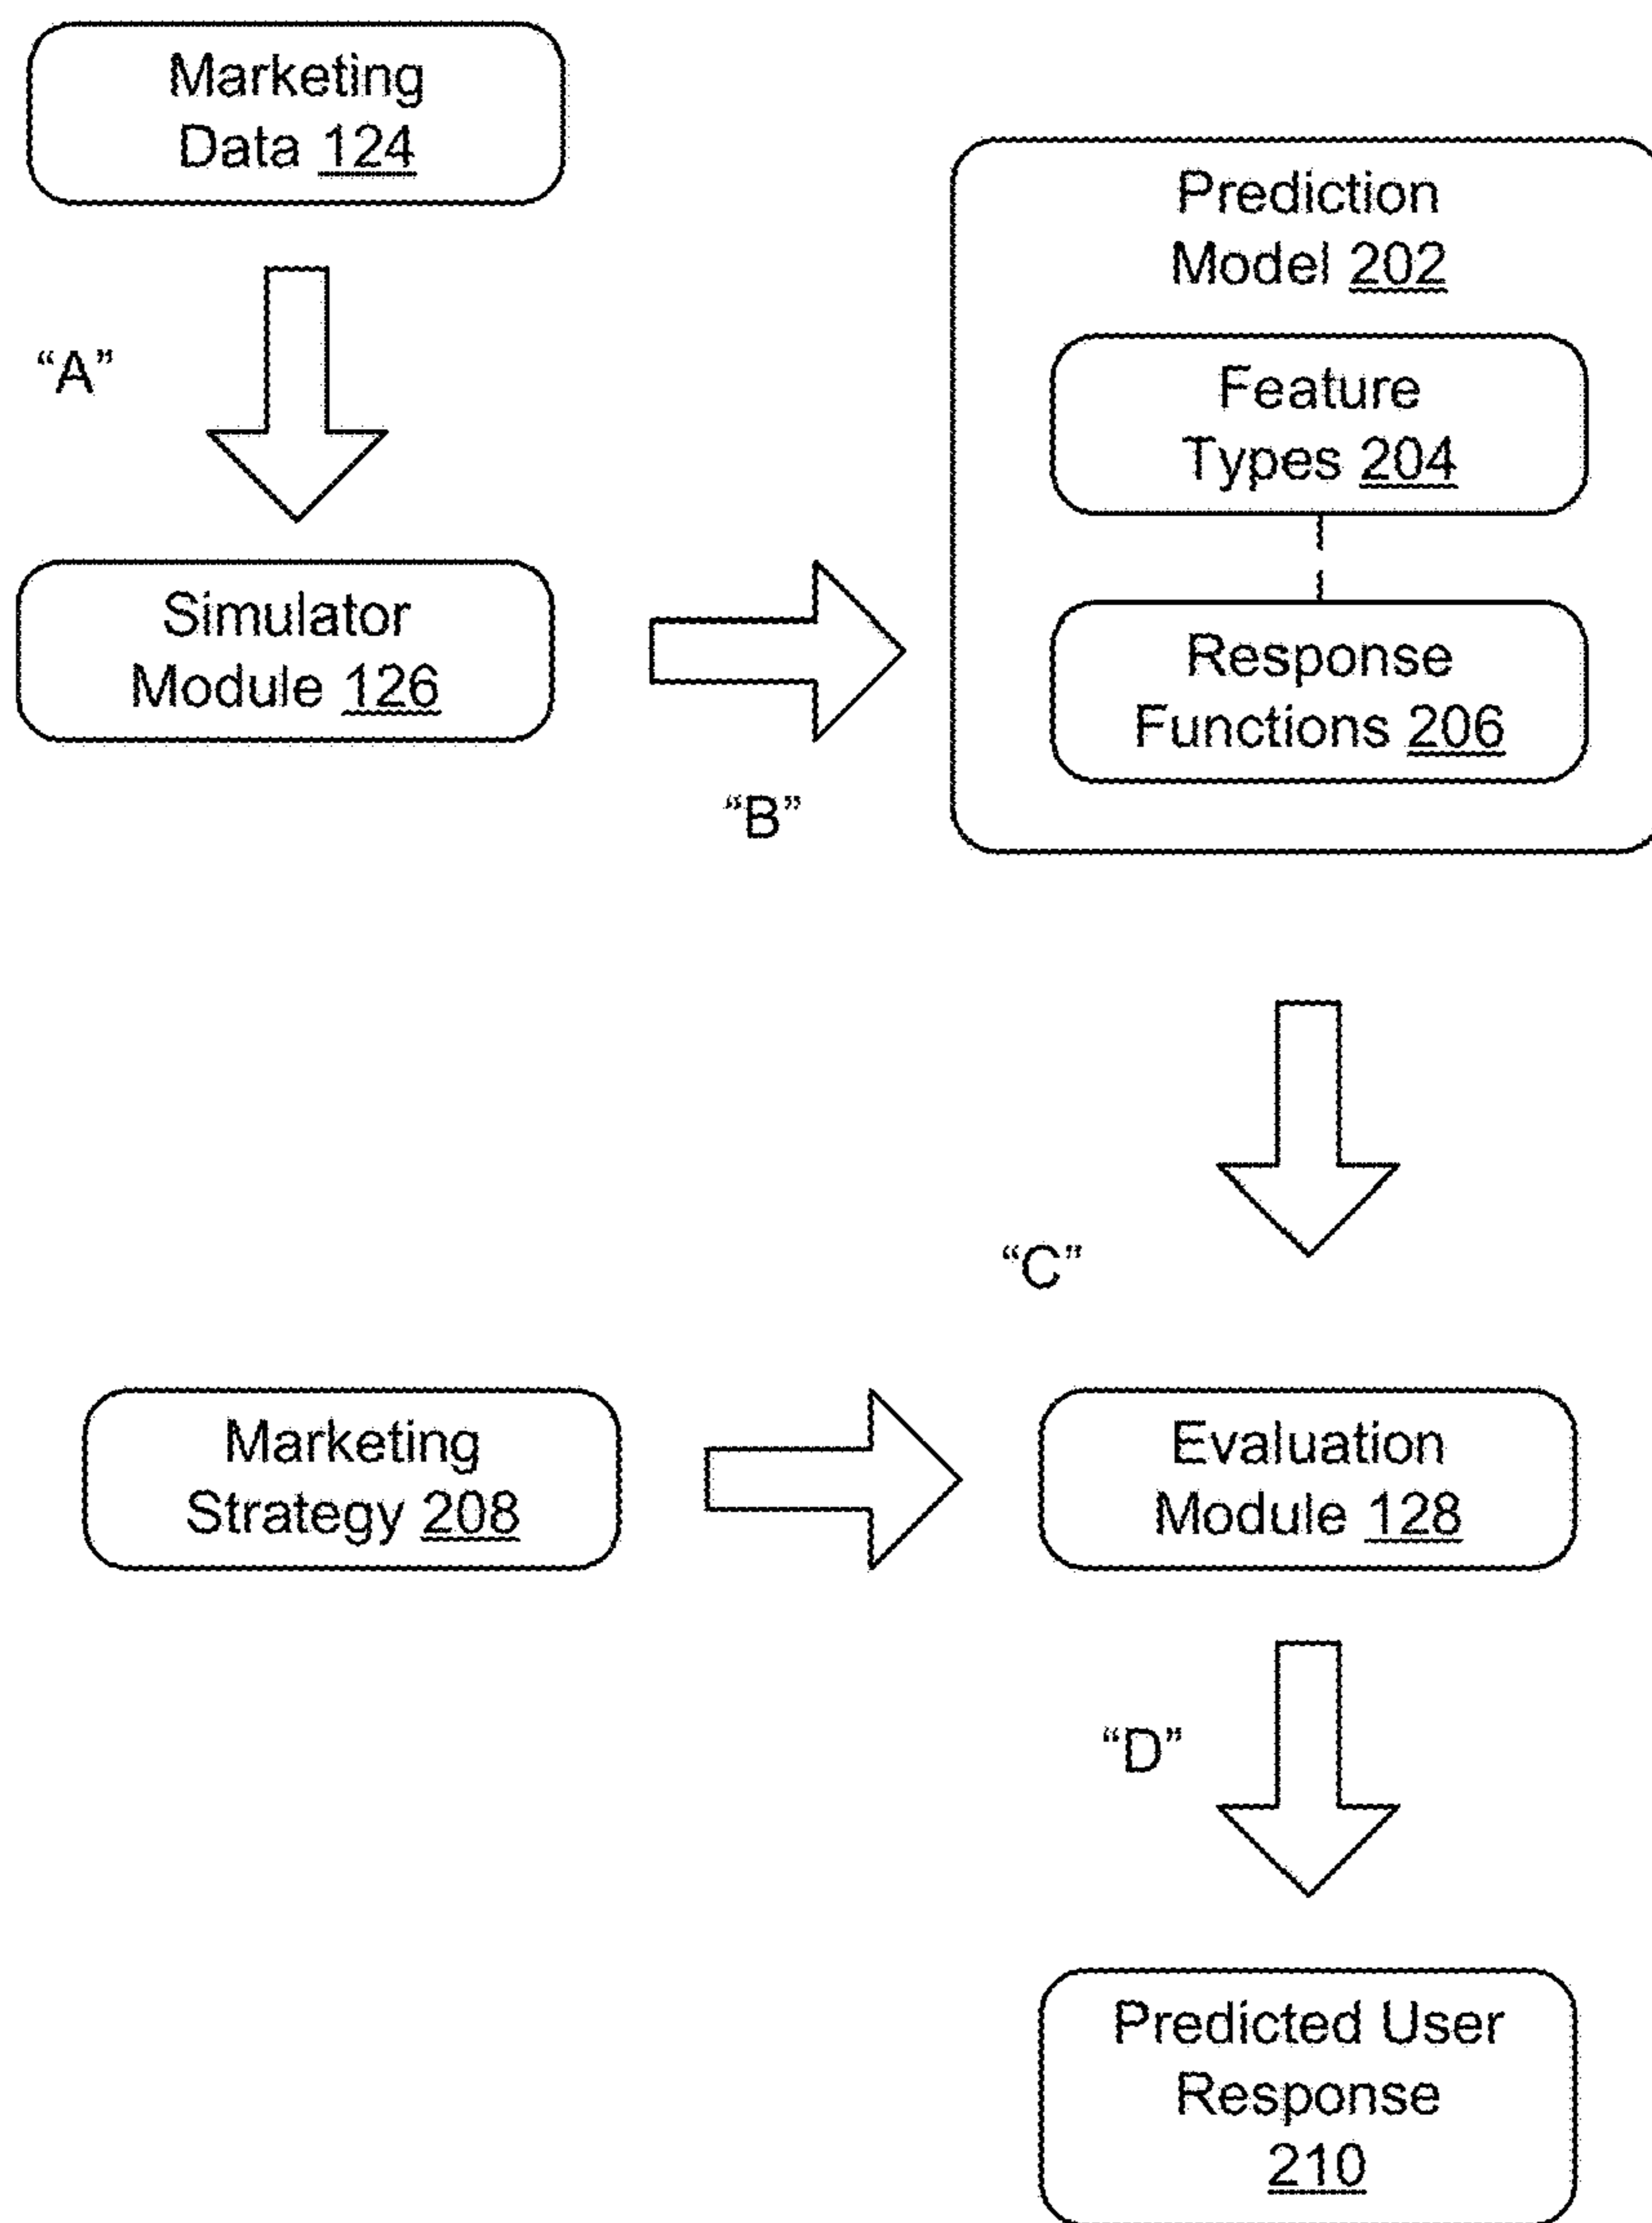 Marketing
Data 124
“A”
Simulator
Module 126
“B”
Prediction
Model 202
Feature
Types 204
Response
Functions 206
“C”
Marketing
Strategy 208
Evaluation
Module 128
“D”
Predicted User
Response
210